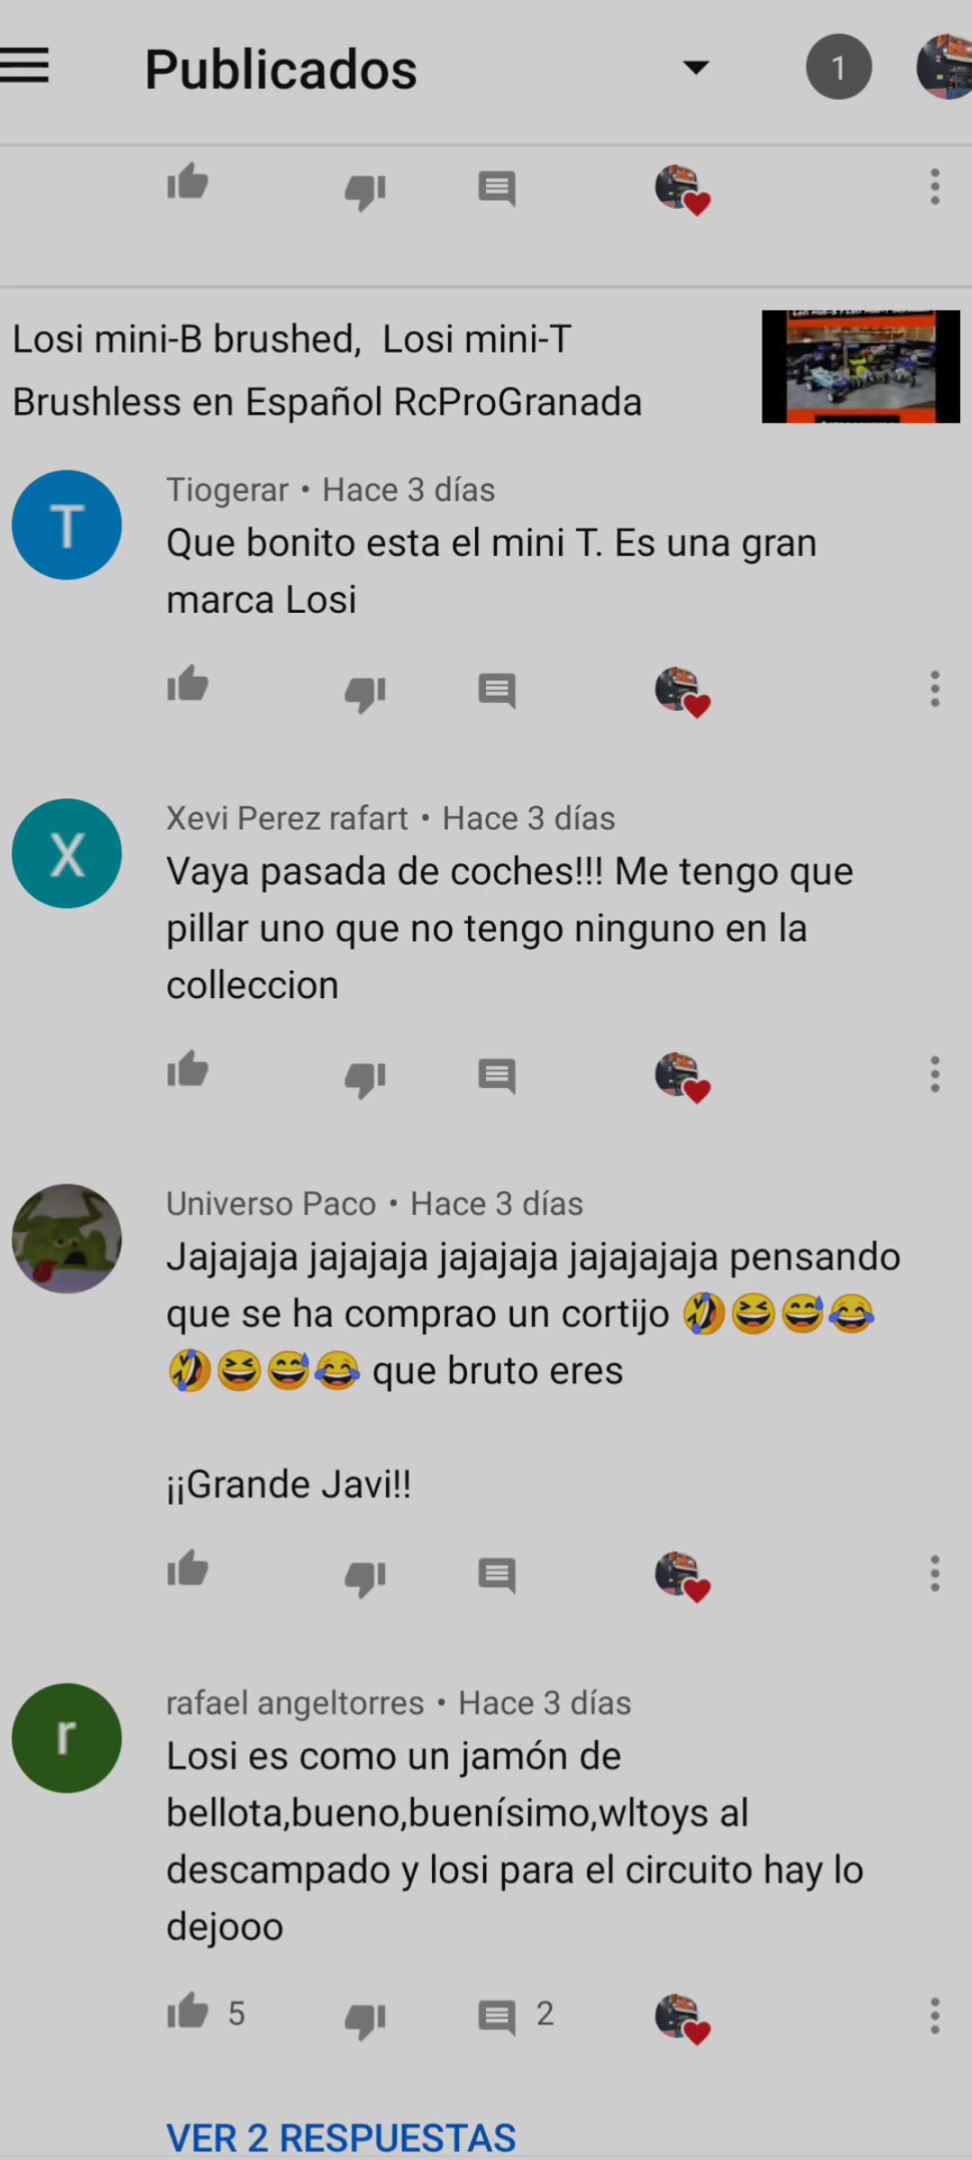 Publicados
1
Losi mini-B brushed,  Losi mini-T
Brushless en Español RcProGranada
T
Tiogerar • Hace 3 días
Que bonito esta el mini T. Es una gran
marca Losi
X
Xevi Perez rafart • Hace 3 días
Vaya pasada de coches!!! Me tengo que
pillar uno que no tengo ninguno en la
colleccion
Universo Paco • Hace 3 días
Jajajaja jajajaja jajajaja jajajajaja pensando
que se ha comprao un cortijo 🤣😆😅😂
🤣😆😅😂 que bruto eres
¡¡Grande Javi!!
r
rafael angeltorres • Hace 3 días
Losi es como un jamón de
bellota,bueno,buenísimo,wltoys al
descampado y losi para el circuito hay lo
dejooo
5
2
VER 2 RESPUESTAS